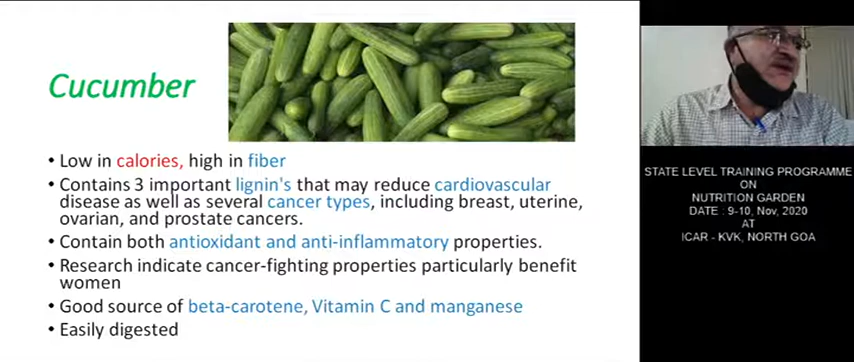 Cucumber
• Low in calories, high in fiber
• Contains 3 important lignin's that may reduce cardiovascular
disease as well as several cancer types, including breast, uterine,
ovarian, and prostate cancers.
• Contain both antioxidant and anti-inflammatory properties.
• Research indicate cancer-fighting properties particularly benefit
women
• Good source of beta-carotene, Vitamin C and manganese
• Easily digested
STATE LEVEL TRAINING PROGRAMME
ON
NUTRITION GARDEN
DATE : 9-10, Nov, 2020
AT
ICAR - KVK, NORTH GOA